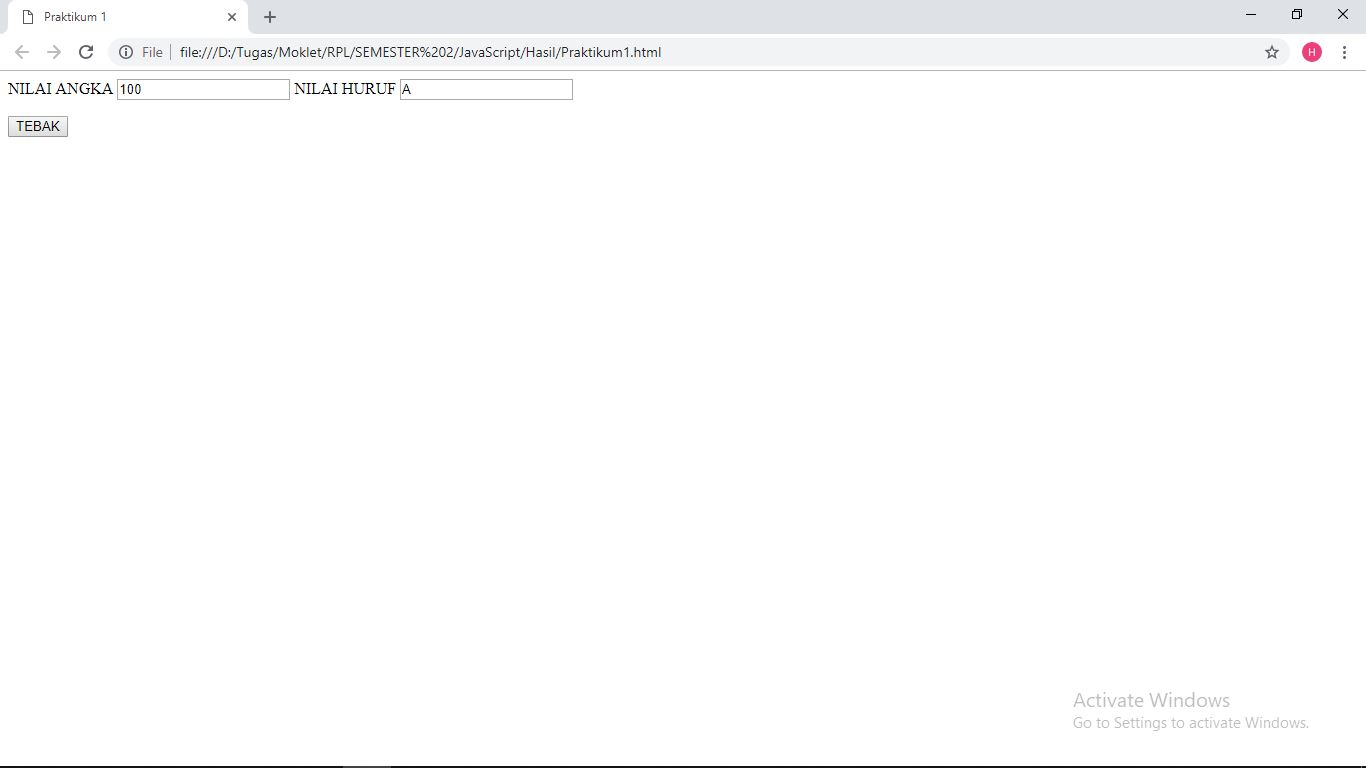 Praktikum 1
File file:///D:/Tugas/Moklet/RPL/SEMESTER%202/JavaScript/Hasil/Praktikum1.html
H
NILAI ANGKA 100 NILAI HURUF A
TEBAK
Activate Windows
Go to Settings to activate Windows.